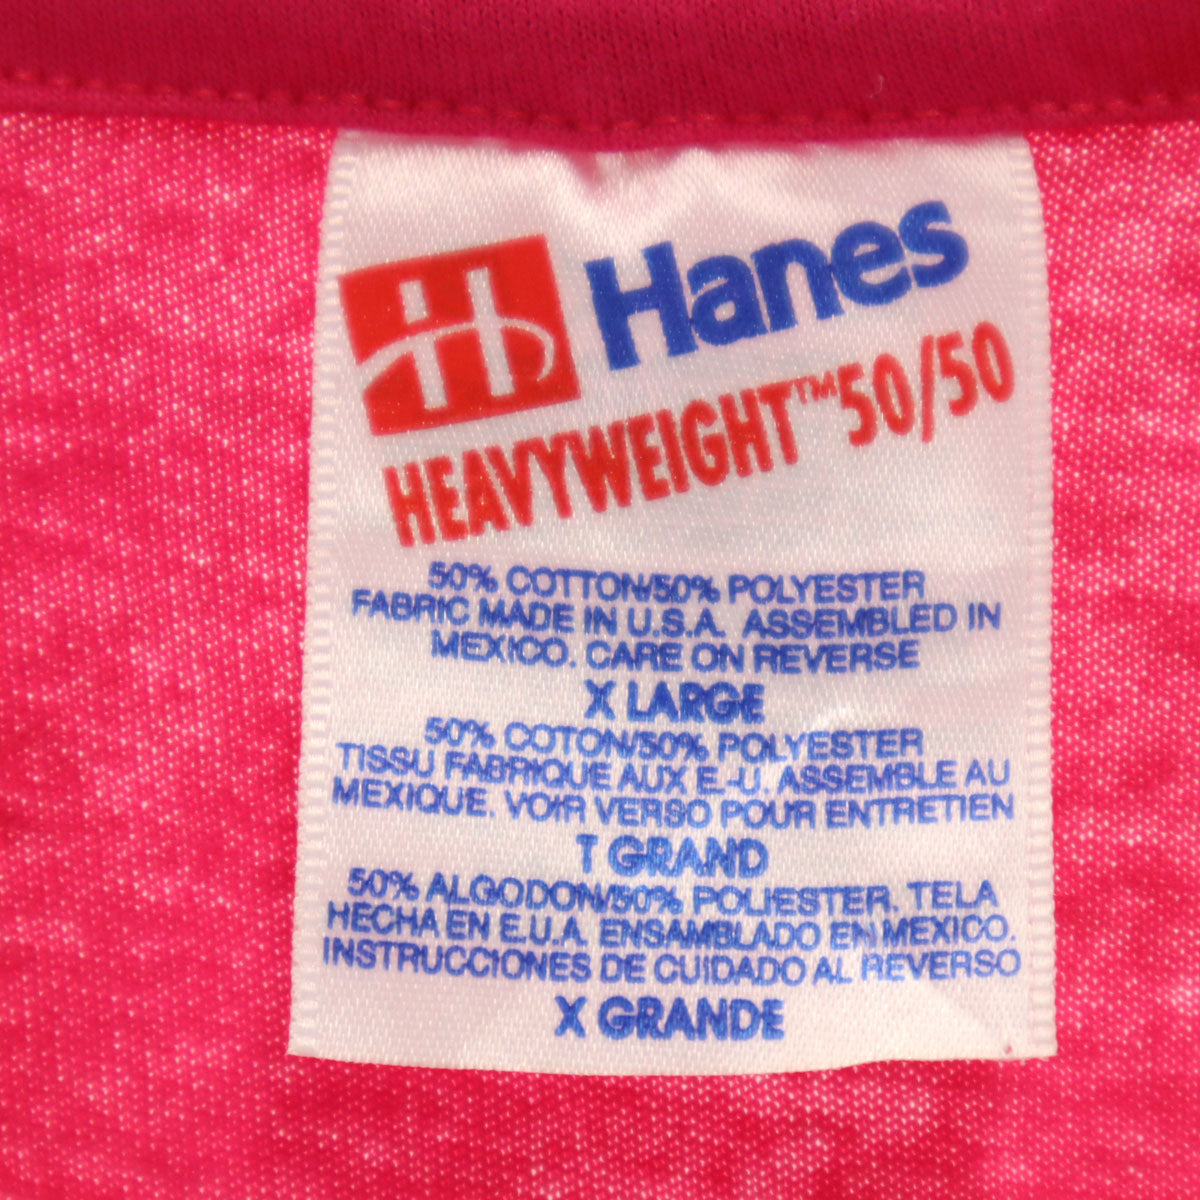 Hanes
HEAVYWEIGHT™ 50/50
50% COTTON/50% POLYESTER
FABRIC MADE IN U.S.A. ASSEMBLED IN
MEXICO. CARE ON REVERSE
X LARGE
50% COTON/50% POLYESTER
TISSU FABRIQUE AUX E.-U. ASSEMBLE AU
MEXIQUE. VOIR VERSO POUR ENTRETIEN
T GRAND
50% ALGODON/50% POLIESTER. TELA
HECHA EN E.U.A. ENSAMBLADO EN MEXICO.
INSTRUCCIONES DE CUIDADO AL REVERSO
X GRANDE